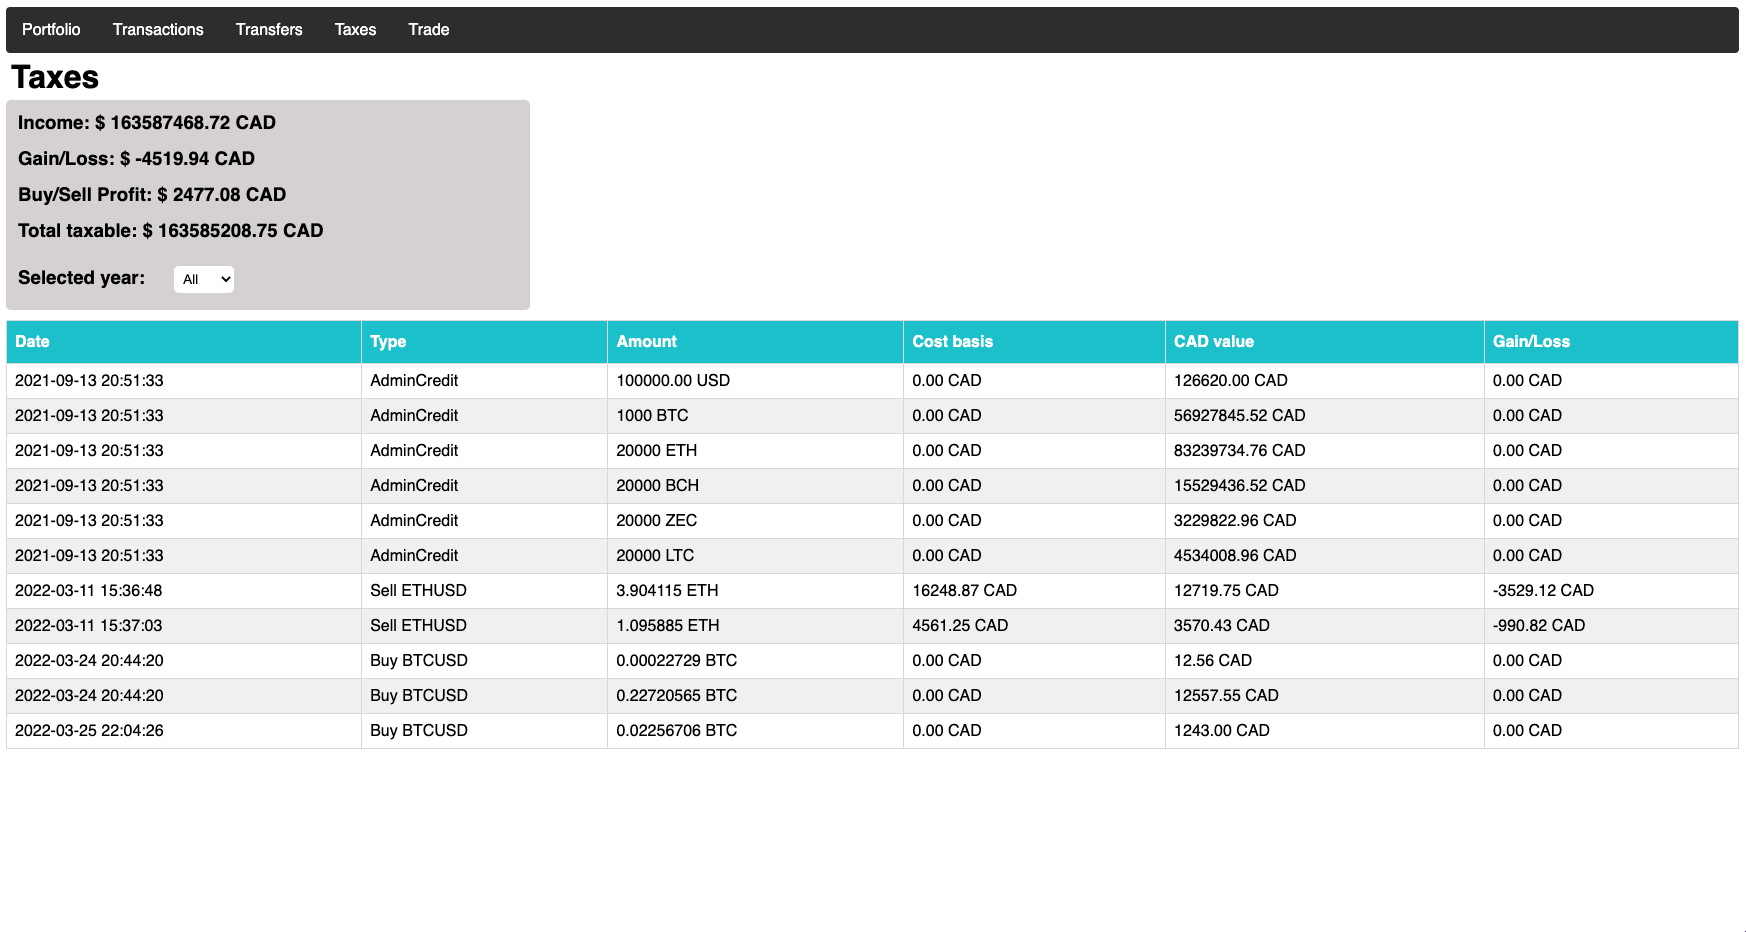 Portfolio Transactions Transfers Taxes Trade
Taxes
Income: $ 163587468.72 CAD
Gain/Loss: $ -4519.94 CAD
Buy/Sell Profit: $ 2477.08 CAD
Total taxable: $ 163585208.75 CAD
Selected year: All
Date Type Amount Cost basis CAD value Gain/Loss
2021-09-13 20:51:33 AdminCredit 100000.00 USD 0.00 CAD 126620.00 CAD 0.00 CAD
2021-09-13 20:51:33 AdminCredit 1000 BTC 0.00 CAD 56927845.52 CAD 0.00 CAD
2021-09-13 20:51:33 AdminCredit 20000 ETH 0.00 CAD 83239734.76 CAD 0.00 CAD
2021-09-13 20:51:33 AdminCredit 20000 BCH 0.00 CAD 15529436.52 CAD 0.00 CAD
2021-09-13 20:51:33 AdminCredit 20000 ZEC 0.00 CAD 3229822.96 CAD 0.00 CAD
2021-09-13 20:51:33 AdminCredit 20000 LTC 0.00 CAD 4534008.96 CAD 0.00 CAD
2022-03-11 15:36:48 Sell ETHUSD 3.904115 ETH 16248.87 CAD 12719.75 CAD -3529.12 CAD
2022-03-11 15:37:03 Sell ETHUSD 1.095885 ETH 4561.25 CAD 3570.43 CAD -990.82 CAD
2022-03-24 20:44:20 Buy BTCUSD 0.00022729 BTC 0.00 CAD 12.56 CAD 0.00 CAD
2022-03-24 20:44:20 Buy BTCUSD 0.22720565 BTC 0.00 CAD 12557.55 CAD 0.00 CAD
2022-03-25 22:04:26 Buy BTCUSD 0.02256706 BTC 0.00 CAD 1243.00 CAD 0.00 CAD